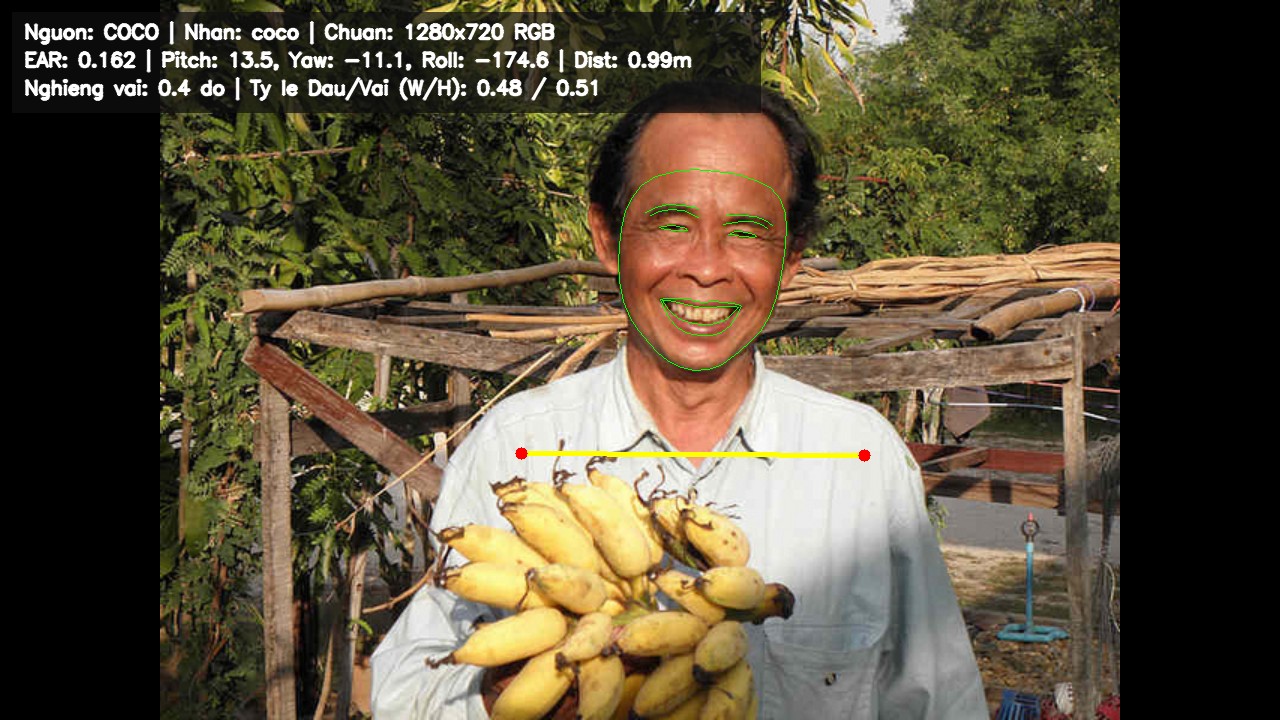 Nguon: COCO | Nhan: coco | Chuan: 1280x720 RGB
EAR: 0.162 | Pitch: 13.5, Yaw: -11.1, Roll: -174.6 | Dist: 0.99m
Nghieng vai: 0.4 do | Ty le Dau/Vai (W/H): 0.48 / 0.51